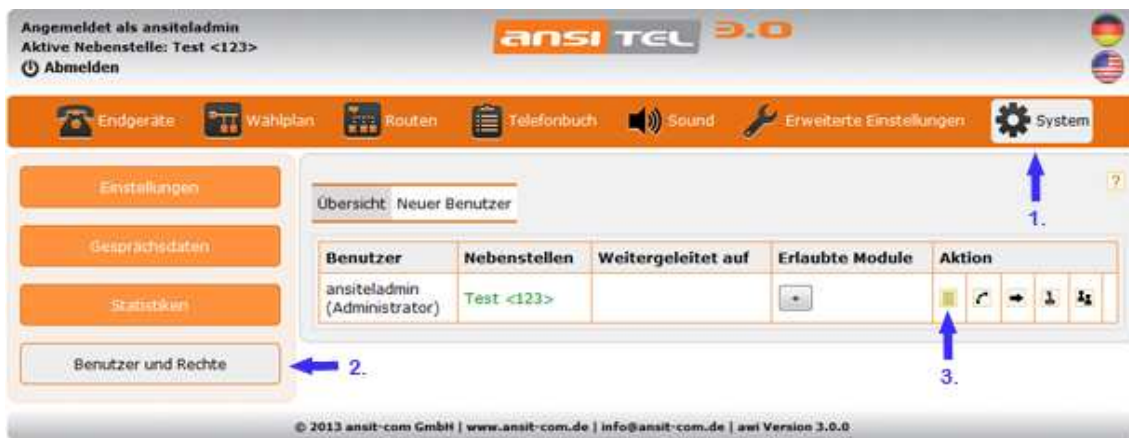 Angemeldet als ansiteladmin
Aktive Nebenstelle: Test <123>
Abmelden
ansi TEL 3.0
Endgeräte Wählplan Routen Telefonbuch Sound Erweiterte Einstellungen System
1.
Einstellungen
Gesprächsdaten
Statistiken
Benutzer und Rechte
2.
?
Übersicht Neuer Benutzer
Benutzer Nebenstellen Weitergeleitet auf Erlaubte Module Aktion
ansiteladmin
(Administrator) Test <123> +
3.
© 2013 ansit-com GmbH | www.ansit-com.de | info@ansit-com.de | awi Version 3.0.0